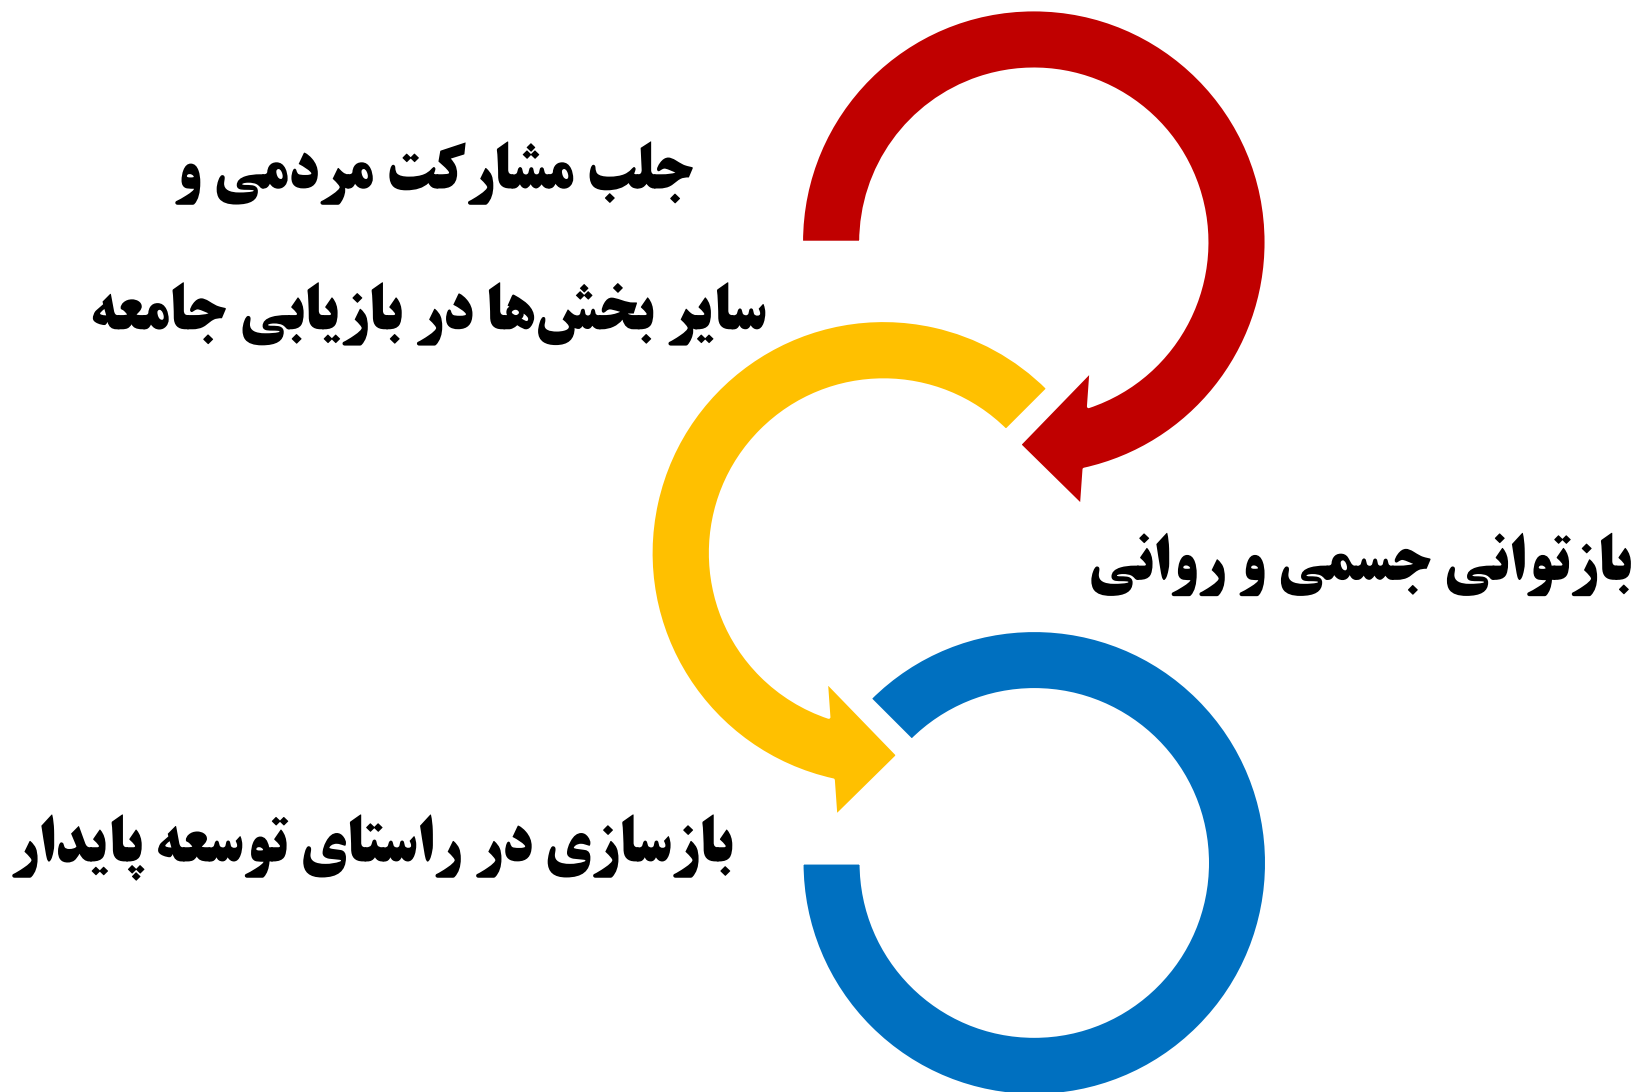 جلب مشارکت مردمی و
سایر بخش‌ها در بازیابی جامعه
بازتوانی جسمی و روانی
بازسازی در راستای توسعه پایدار